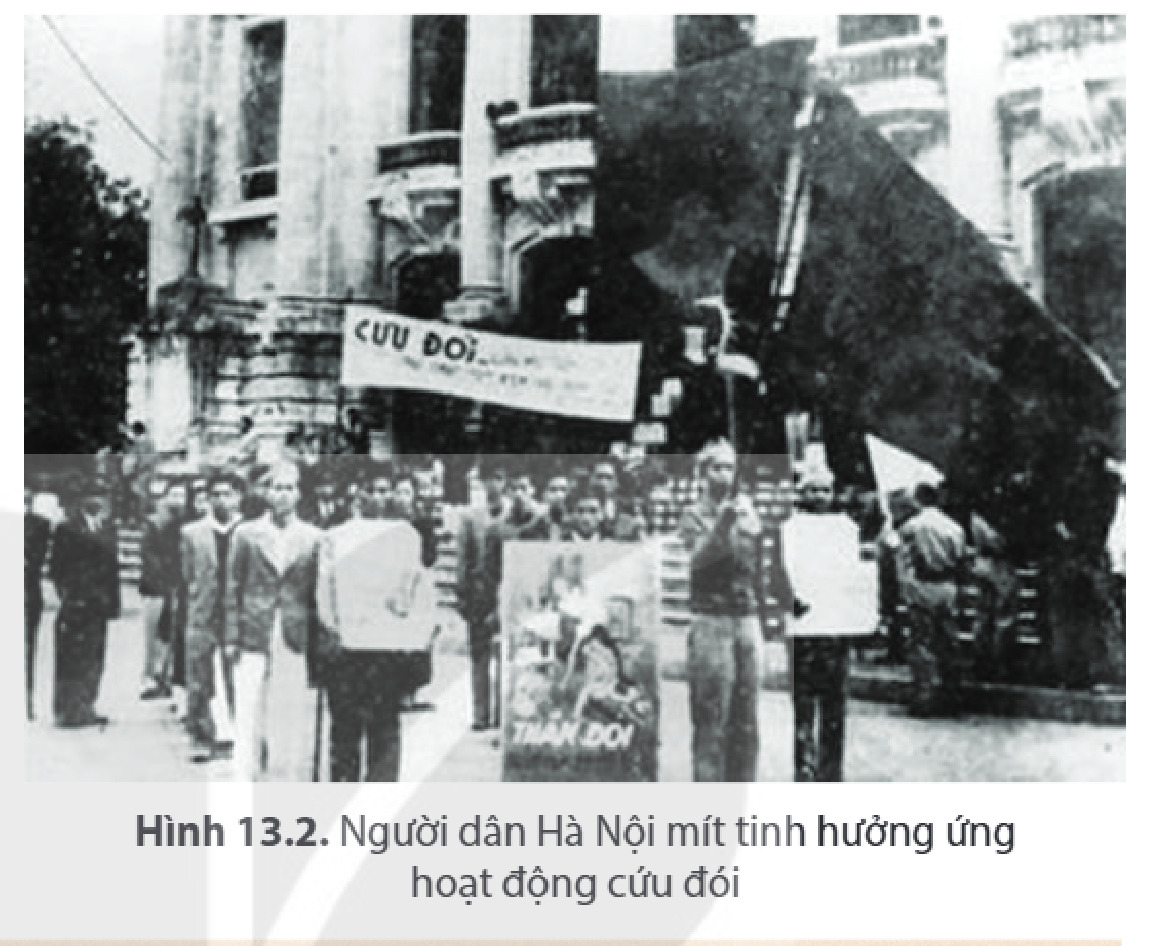 CỨU ĐÓI
THẦN ĐÓI
Hình 13.2. Người dân Hà Nội mít tinh hưởng ứng
hoạt động cứu đói